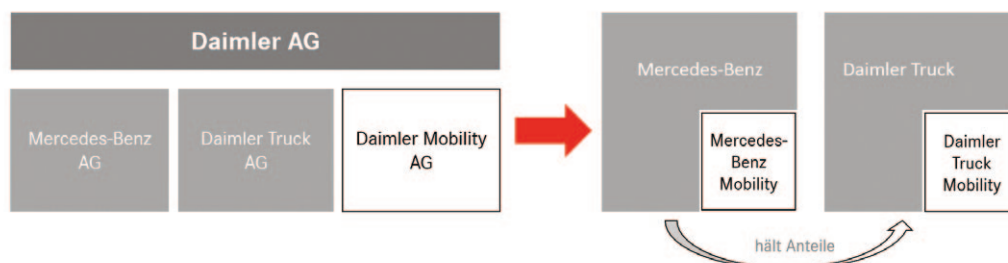 Daimler AG
Mercedes-Benz
AG
Daimler Truck
AG
Daimler Mobility
AG
Mercedes-Benz
Mercedes-
Benz
Mobility
Daimler Truck
Daimler
Truck
Mobility
hält Anteile